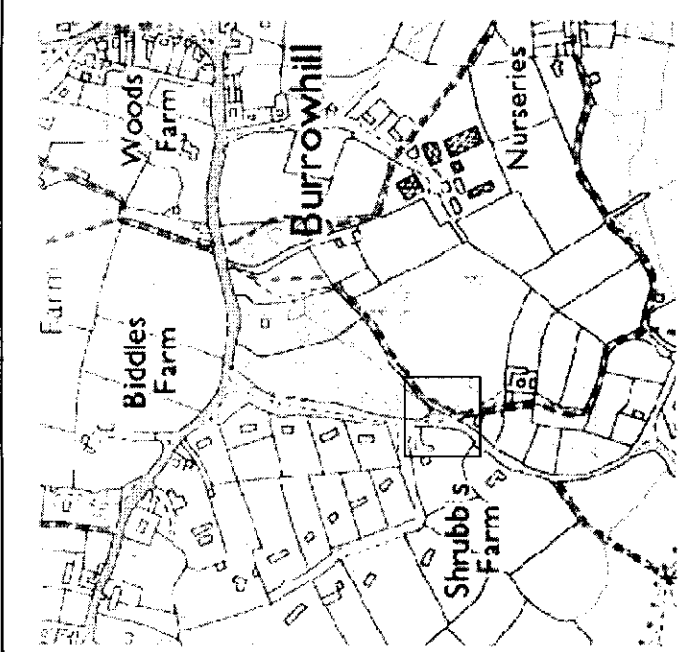 Farm
Woods
Farm
Burrowhill
Nurseries
Biddles
Farm
Shrubb's
Farm